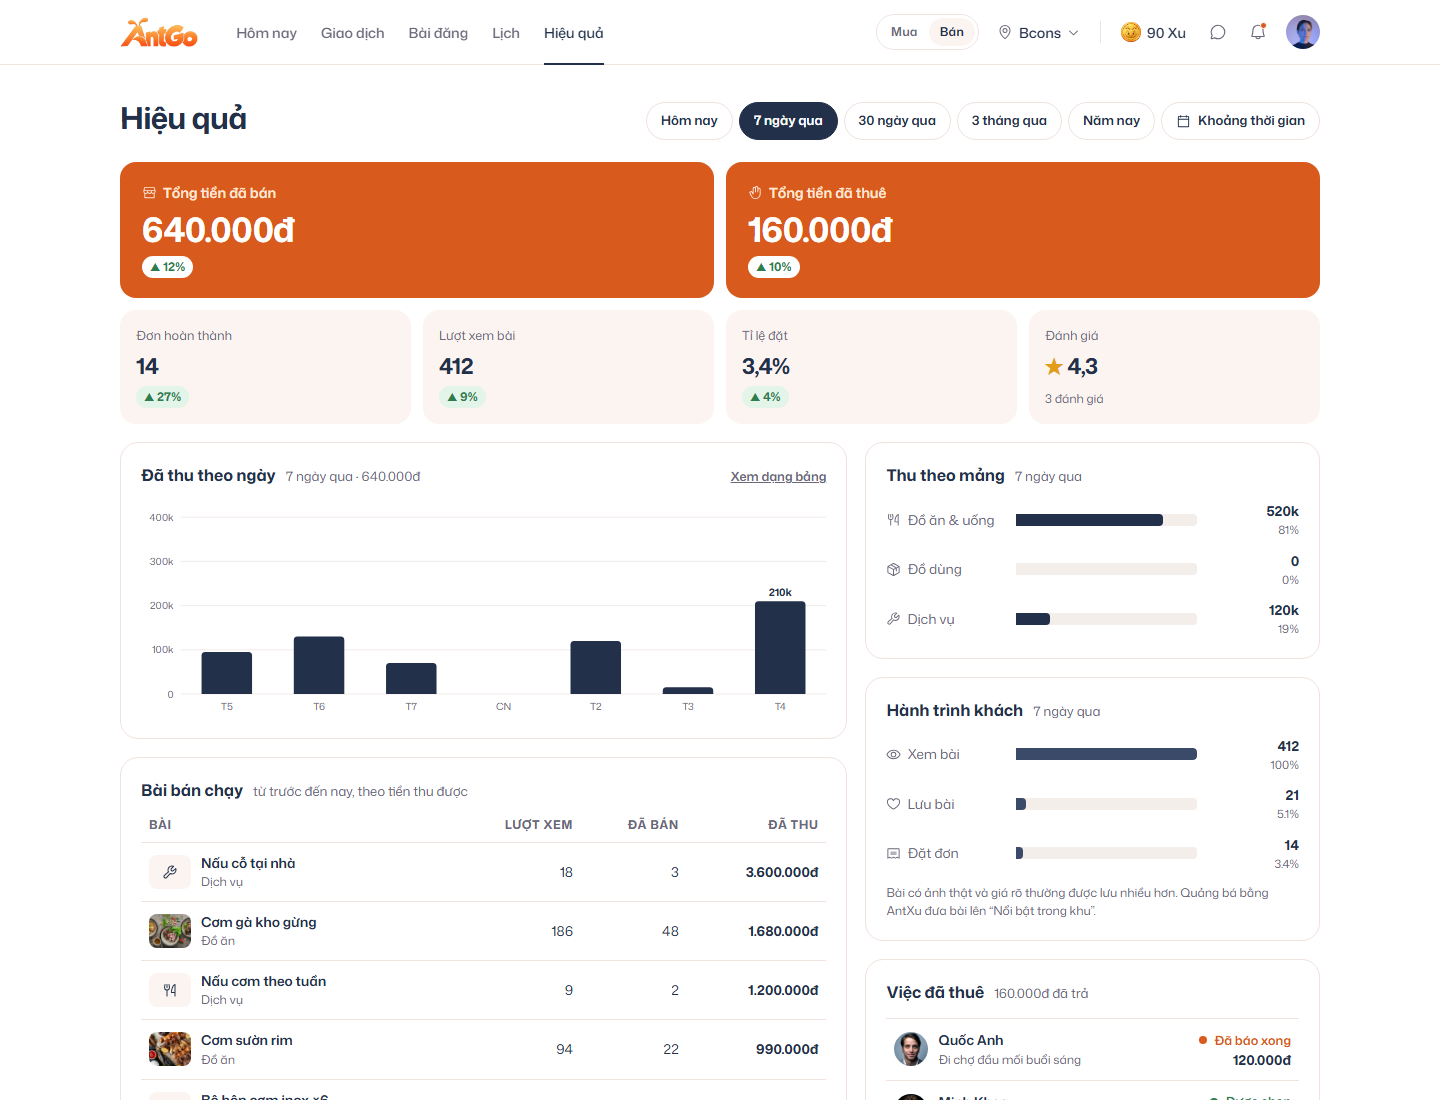 AntGo
Hôm nay
Giao dịch
Bài đăng
Lịch
Hiệu quả
Mua
Bán
Bcons
90 Xu
Hiệu quả
Hôm nay
7 ngày qua
30 ngày qua
3 tháng qua
Năm nay
Khoảng thời gian
Tổng tiền đã bán
640.000đ
▲ 12%
Tổng tiền đã thuê
160.000đ
▲ 10%
Đơn hoàn thành
14
▲ 27%
Lượt xem bài
412
▲ 9%
Tỉ lệ đặt
3,4%
▲ 4%
Đánh giá
★ 4,3
3 đánh giá
Đã thu theo ngày 7 ngày qua · 640.000đ
Xem dạng bảng
400k
300k
200k
100k
0
210k
T5 T6 T7 CN T2 T3 T4
Thu theo mảng 7 ngày qua
Đồ ăn & uống 520k
81%
Đồ dùng 0
0%
Dịch vụ 120k
19%
Hành trình khách 7 ngày qua
Xem bài 412
100%
Lưu bài 21
5.1%
Đặt đơn 14
3.4%
Bài có ảnh thật và giá rõ thường được lưu nhiều hơn. Quảng bá bằng
AntXu đưa bài lên “Nổi bật trong khu”.
Bài bán chạy từ trước đến nay, theo tiền thu được
BÀI LƯỢT XEM ĐÃ BÁN ĐÃ THU
Nấu cỗ tại nhà
Dịch vụ
18 3 3.600.000đ
Cơm gà kho gừng
Đồ ăn
186 48 1.680.000đ
Nấu cơm theo tuần
Dịch vụ
9 2 1.200.000đ
Cơm sườn rim
Đồ ăn
94 22 990.000đ
Việc đã thuê 160.000đ đã trả
Quốc Anh
Đi chợ đầu mối buổi sáng
Đã báo xong
120.000đ